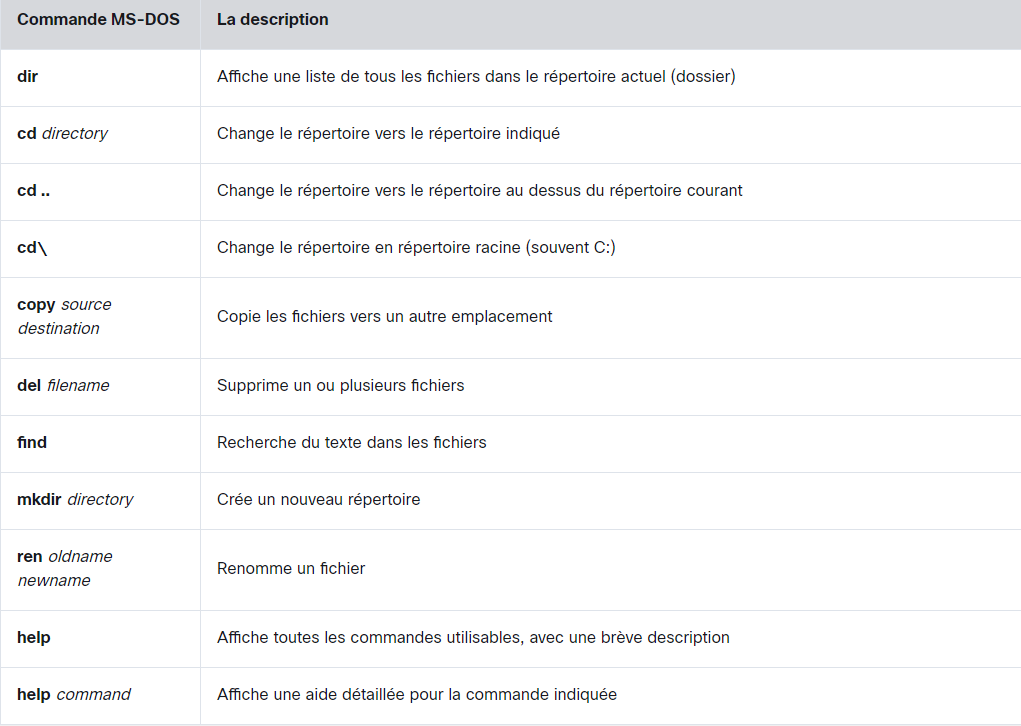 Commande MS-DOS La description
dir Affiche une liste de tous les fichiers dans le répertoire actuel (dossier)
cd directory Change le répertoire vers le répertoire indiqué
cd .. Change le répertoire vers le répertoire au dessus du répertoire courant
cd\ Change le répertoire en répertoire racine (souvent C:)
copy source
destination
Copie les fichiers vers un autre emplacement
del filename Supprime un ou plusieurs fichiers
find Recherche du texte dans les fichiers
mkdir directory Crée un nouveau répertoire
ren oldname
newname
Renomme un fichier
help Affiche toutes les commandes utilisables, avec une brève description
help command Affiche une aide détaillée pour la commande indiquée